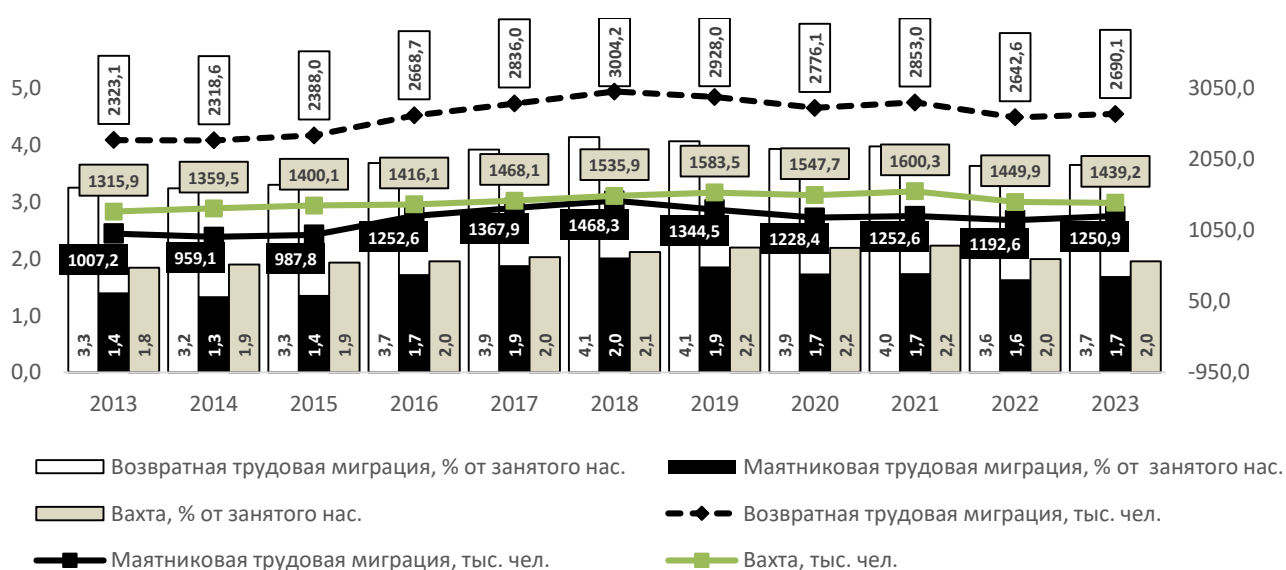 2323,1 2318,6 2388,0 2668,7 2836,0 3004,2 2928,0 2776,1 2853,0 2642,6 2690,1
5,0 3050,0
4,0 2050,0
1315,9 1359,5 1400,1 1416,1 1468,1 1535,9 1583,5 1547,7 1600,3 1449,9 1439,2
3,0 1050,0
1007,2 959,1 987,8 1252,6 1367,9 1468,3 1344,5 1228,4 1252,6 1192,6 1250,9
2,0
1,0 50,0
3,3 1,4 1,8 3,2 1,3 1,9 3,3 1,4 1,9 3,7 1,7 2,0 3,9 1,9 2,0 4,1 2,0 2,1 4,1 1,9 2,2 3,9 1,7 2,2 4,0 1,7 2,2 3,6 1,6 2,0 3,7 1,7 2,0
0,0 -950,0
2013 2014 2015 2016 2017 2018 2019 2020 2021 2022 2023
Возвратная трудовая миграция, % от занятого нас. Маятниковая трудовая миграция, % от занятого нас.
Вахта, % от занятого нас. Возвратная трудовая миграция, тыс. чел.
Маятниковая трудовая миграция, тыс. чел. Вахта, тыс. чел.